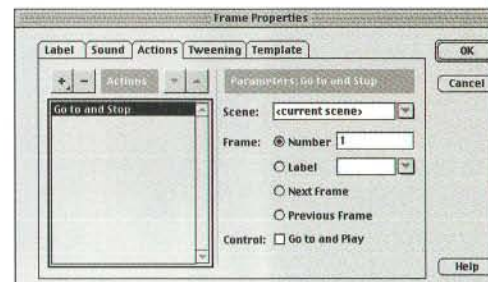 Frame Properties
Label Sound Actions Tweening Template
+ - Actions
Parameters: Go to and Stop
Go to and Stop
Scene: <current scene>
Frame: Number 1
Label
Next Frame
Previous Frame
Control: Go to and Play
OK
Cancel
Help